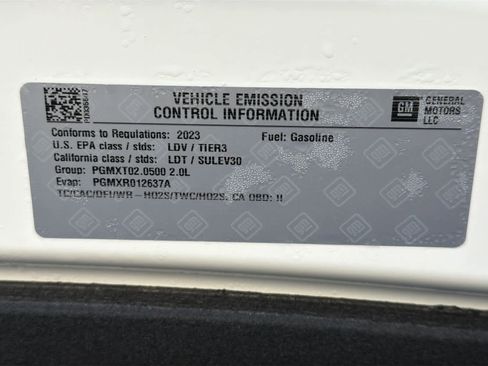 VEHICLE EMISSION
CONTROL INFORMATION
GM GENERAL
MOTORS
LLC
Conforms to Regulations: 2023 Fuel: Gasoline
U.S. EPA class / stds: LDV / TIER3
California class / stds: LDT / SULEV30
Group: PGMXT02.0500 2.0L
Evap: PGMXR012637A
TC/CAC/DFI/WR-HO2S/TWC/HO2S, CA OBD: II